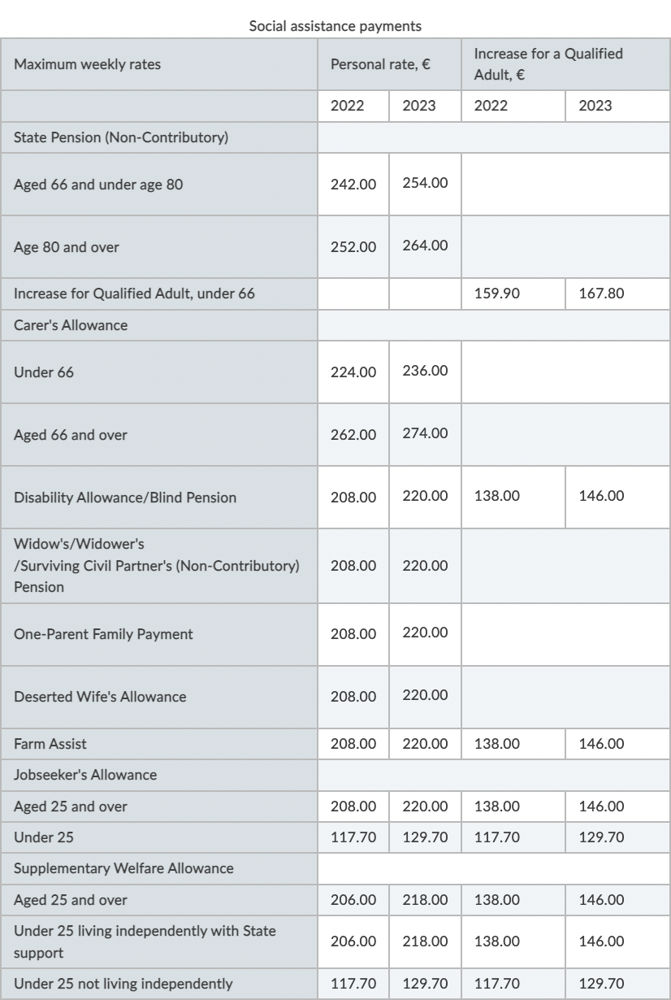 Social assistance payments
Maximum weekly rates Personal rate, € Increase for a Qualified
Adult, €
2022 2023 2022 2023
State Pension (Non-Contributory)
Aged 66 and under age 80 242.00 254.00
Age 80 and over 252.00 264.00
Increase for Qualified Adult, under 66 159.90 167.80
Carer's Allowance
Under 66 224.00 236.00
Aged 66 and over 262.00 274.00
Disability Allowance/Blind Pension 208.00 220.00 138.00 146.00
Widow's/Widower's
/Surviving Civil Partner's (Non-Contributory) 208.00 220.00
Pension
One-Parent Family Payment 208.00 220.00
Deserted Wife's Allowance 208.00 220.00
Farm Assist 208.00 220.00 138.00 146.00
Jobseeker's Allowance
Aged 25 and over 208.00 220.00 138.00 146.00
Under 25 117.70 129.70 117.70 129.70
Supplementary Welfare Allowance
Aged 25 and over 206.00 218.00 138.00 146.00
Under 25 living independently with State
support 206.00 218.00 138.00 146.00
Under 25 not living independently 117.70 129.70 117.70 129.70